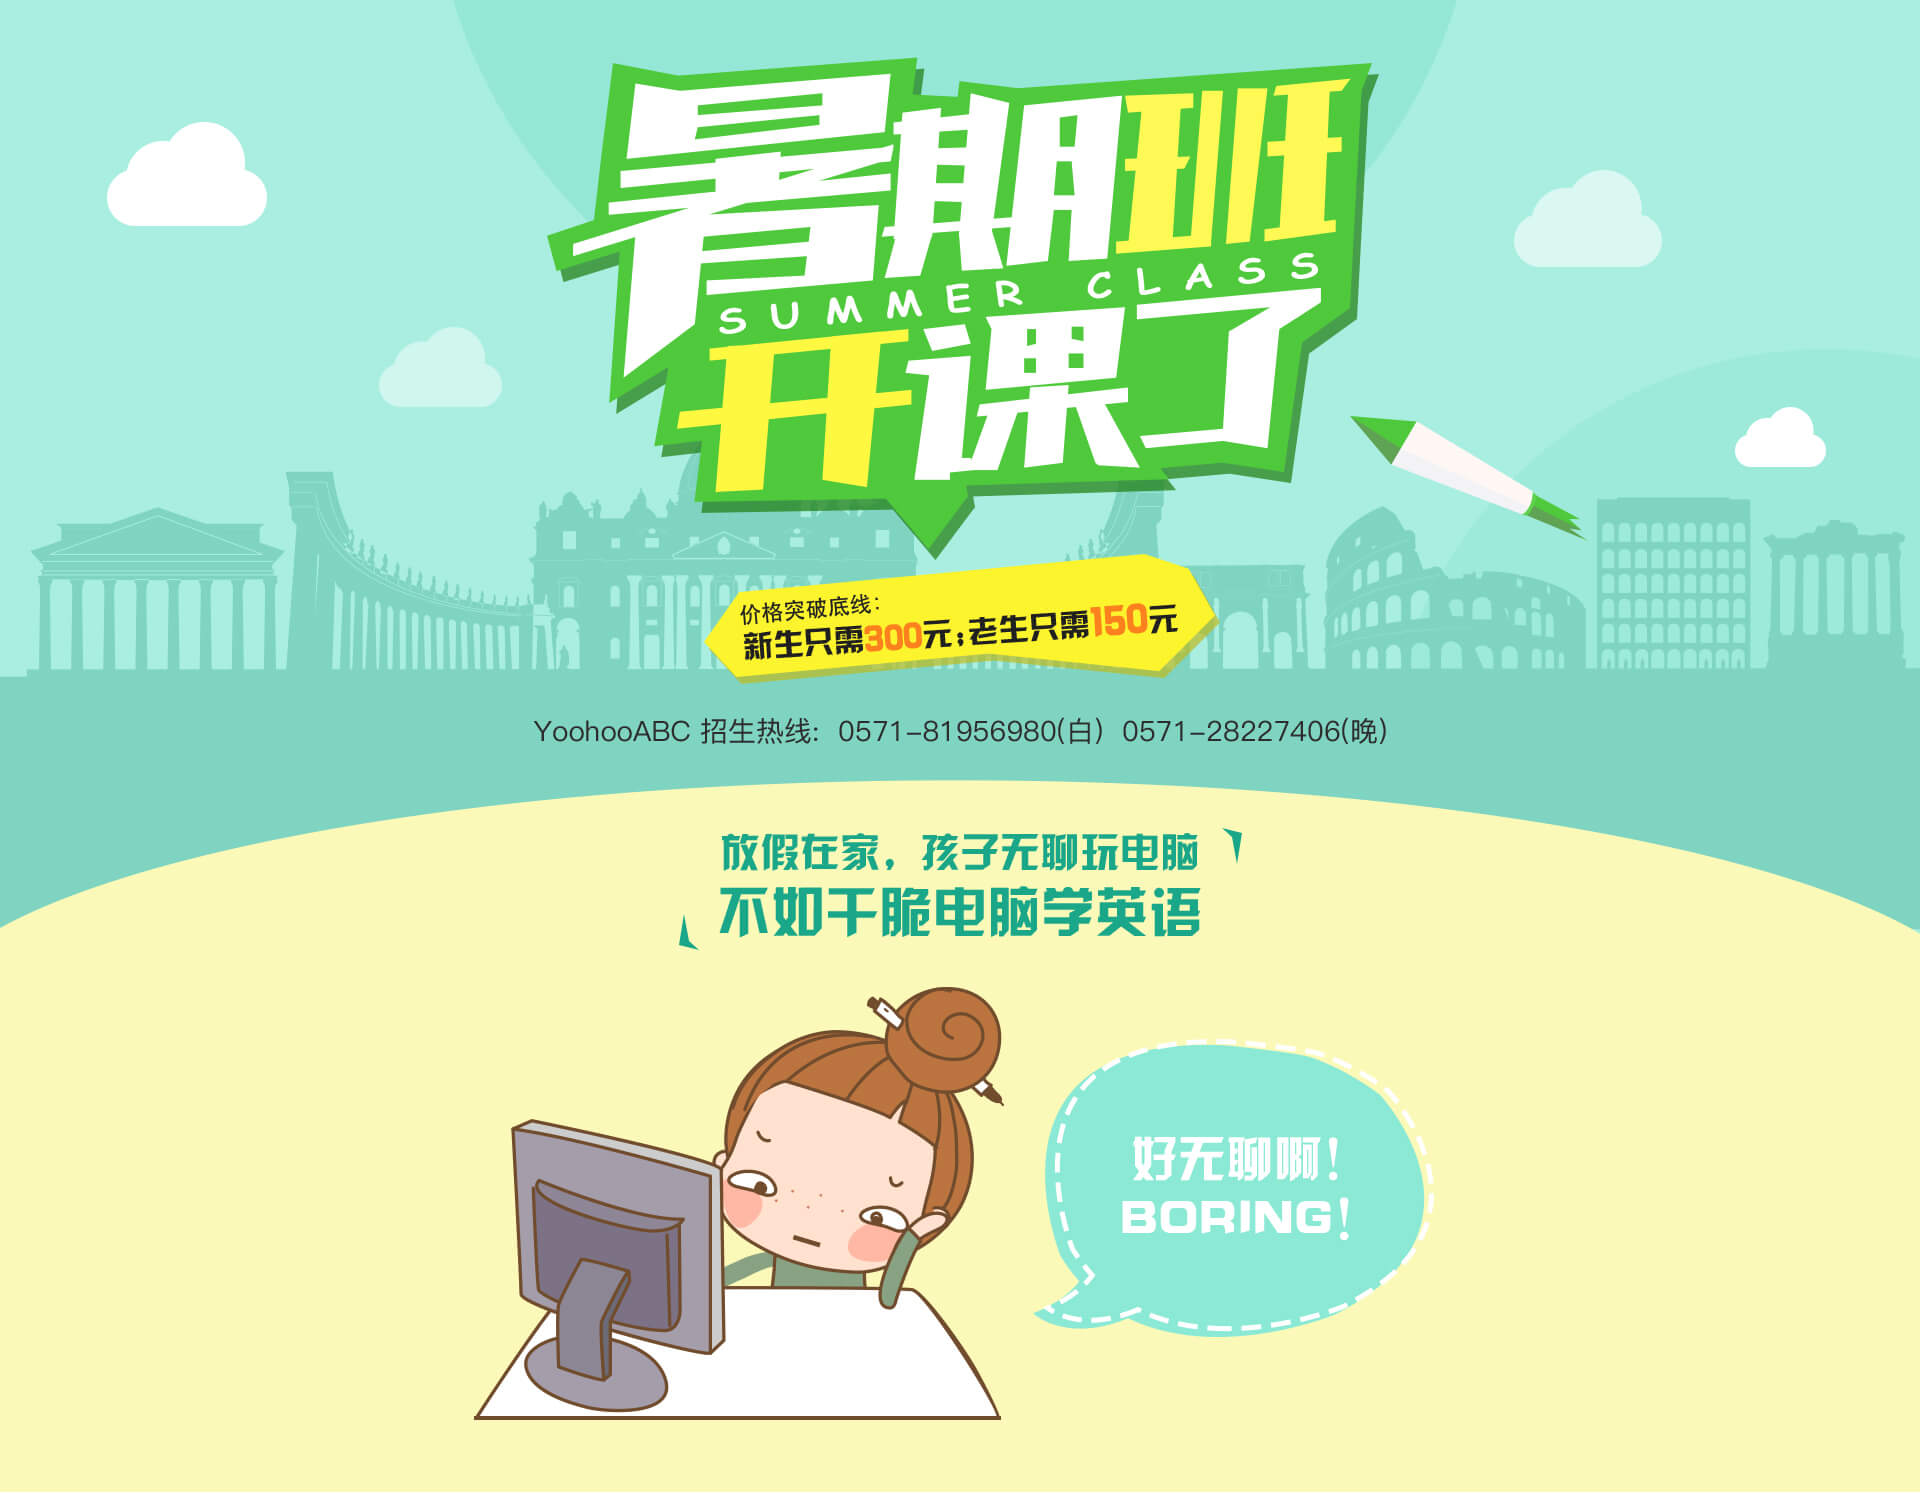 暑期班
SUMMER CLASS
开课了
价格突破底线:
新生只需300元;老生只需150元
YoohooABC 招生热线: 0571-81956980(白) 0571-28227406(晚)
放假在家，孩子无聊玩电脑
不如干脆电脑学英语
好无聊啊!
BORING!